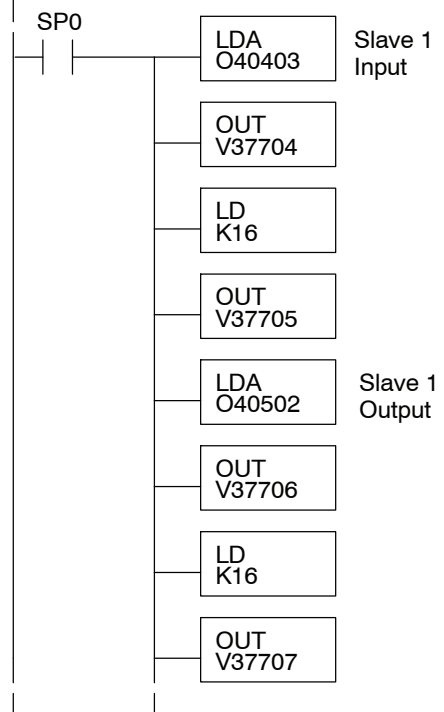 SP0
LDA
O40403
Slave 1
Input
OUT
V37704
LD
K16
OUT
V37705
LDA
O40502
Slave 1
Output
OUT
V37706
LD
K16
OUT
V37707